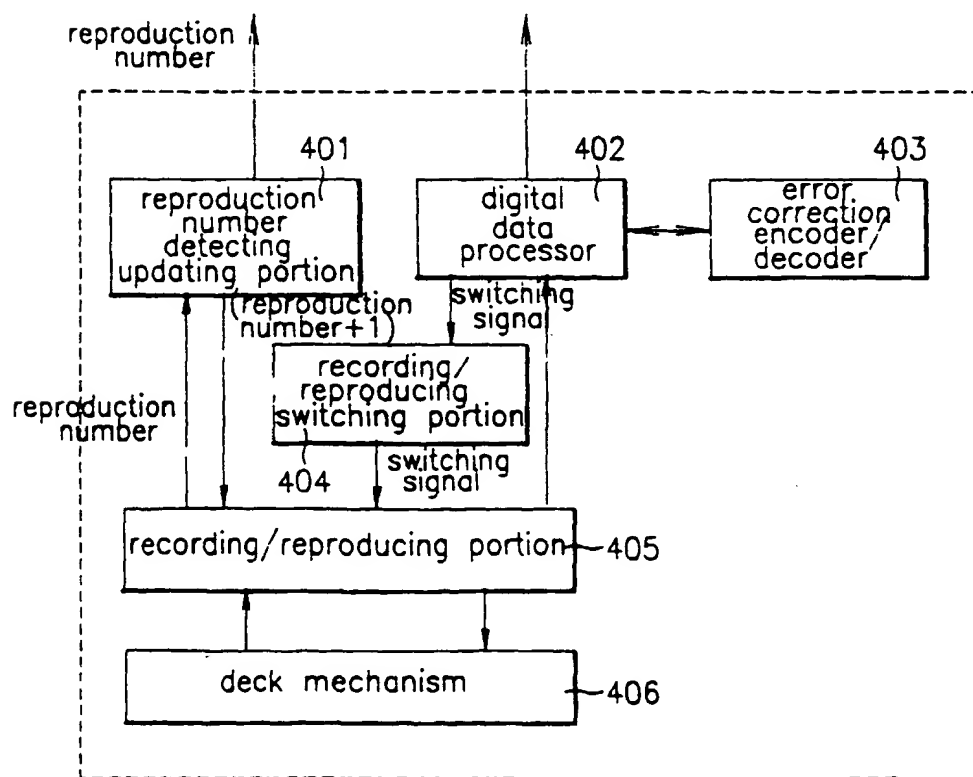 reproduction
number
401
402
403
reproduction
number
detecting
updating portion
digital
data
processor
error
correction
encoder/
decoder
(reproduction
number+1)
switching
signal
recording/
reproducing
switching portion
reproduction
number
404
switching
signal
recording/reproducing portion
405
deck mechanism
406